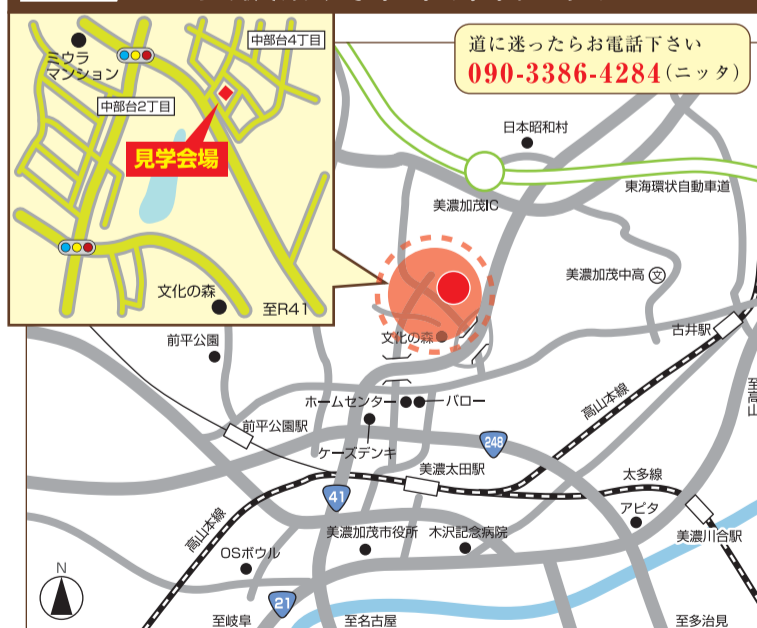 ミウラ
マンション
中部台4丁目
中部台2丁目
見学会場
文化の森
至R41
道に迷ったらお電話下さい
090-3386-4284(ニッタ)
日本昭和村
東海環状自動車道
美濃加茂IC
美濃加茂中高
文
文化の森
古井駅
前平公園
至高山
高山本線
ホームセンター
バロー
前平公園駅
ケーズデンキ
248
美濃太田駅
太多線
41
アピタ
高山本線
美濃加茂市役所
木沢記念病院
美濃川合駅
OSボウル
N
21
至岐阜
至名古屋
至多治見